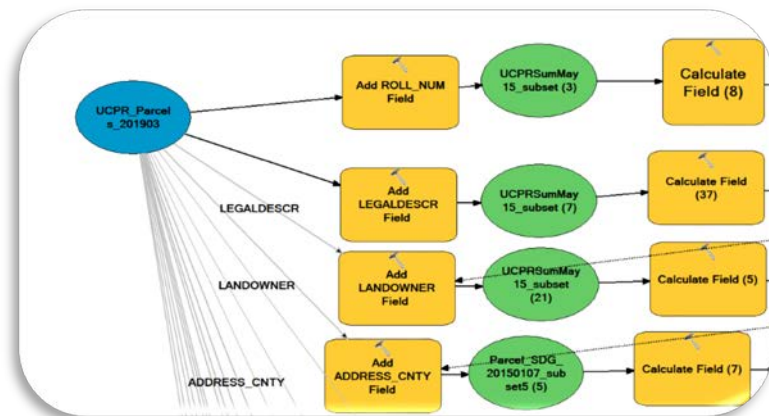 UCPR_Parcel
s_201903
Add ROLL_NUM
Field
UCPRSumMay
15_subset (3)
Calculate
Field (8)
Add
LEGALDESCR
Field
UCPRSumMay
15_subset (7)
Calculate Field
(37)
LEGALDESCR
Add
LANDOWNER
Field
UCPRSumMay
15_subset
(21)
Calculate Field (5)
LANDOWNER
Add
ADDRESS_CNTY
Field
Parcel_SDG_
20150107_sub
set5 (5)
Calculate Field (7)
ADDRESS_CNTY